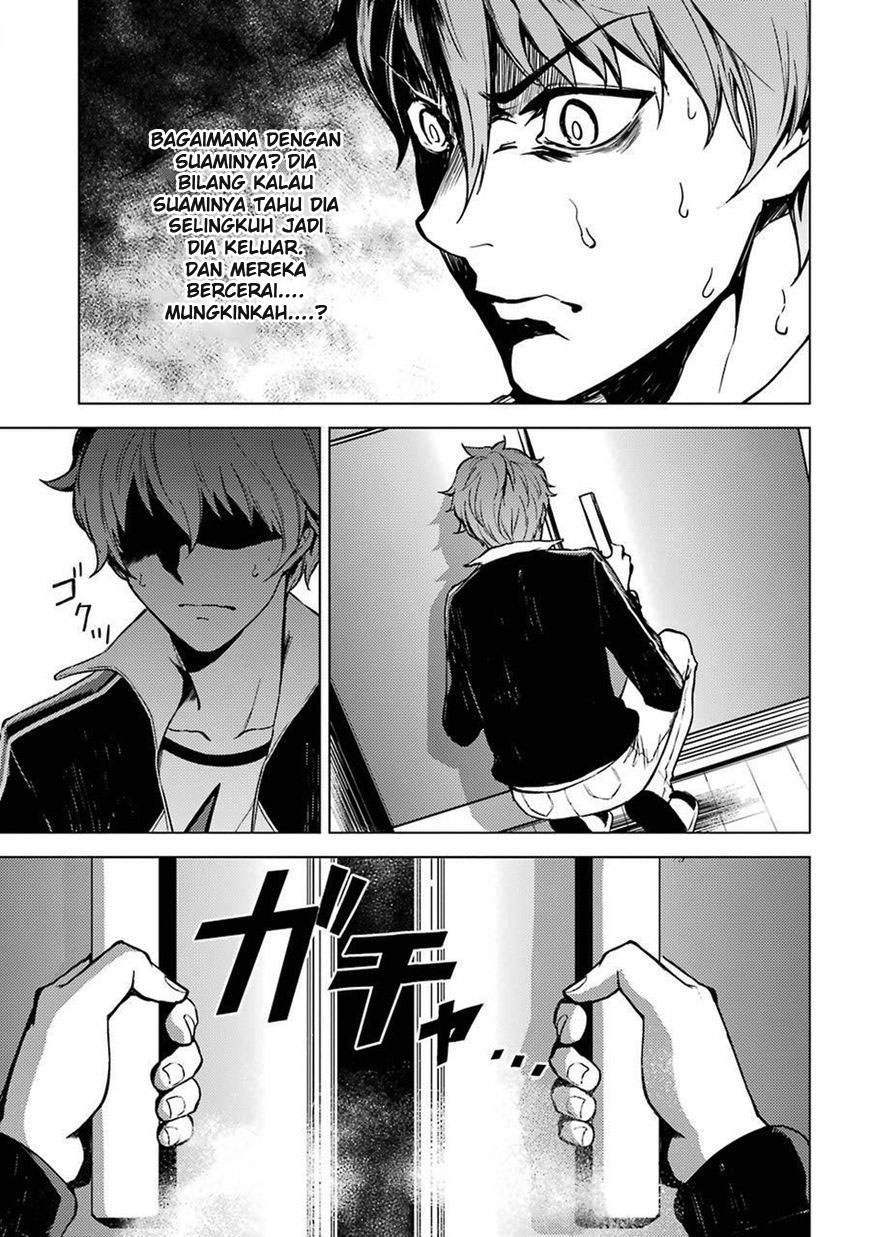 BAGAIMANA DENGAN
SUAMINYA? DIA
BILANG KALAU
SUAMINYA TAHU DIA
SELINGKUH JADI
DIA KELUAR.
DAN MEREKA
BERCERAI....
MUNGKINKAH....?
ゴクッ
ガチャ...